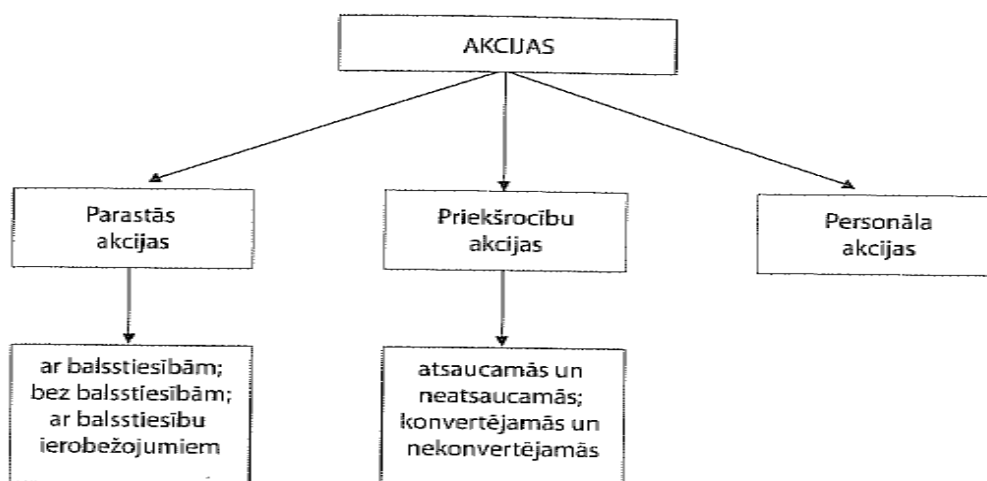 AKCIJAS
Parastās
akcijas
Priekšrocību
akcijas
Personāla
akcijas
ar balsstiesībām;
bez balsstiesībām;
ar balsstiesību
ierobežojumiem
atsaucamās un
neatsaucamās;
konvertējamās un
nekonvertējamās